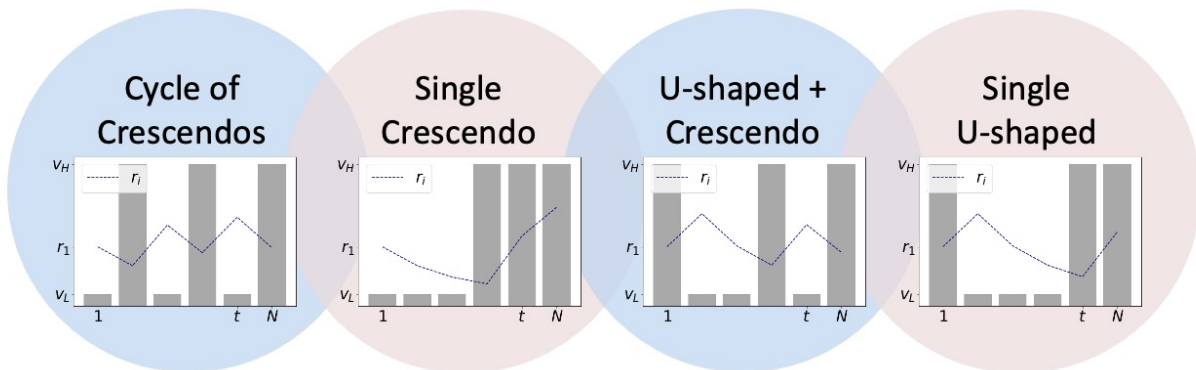 Cycle of
Crescendos
v_H
r_i
r_1
v_L
1 t N
Single
Crescendo
v_H
r_i
r_1
v_L
1 t N
U-shaped +
Crescendo
v_H
r_i
r_1
v_L
1 t N
Single
U-shaped
v_H
r_i
r_1
v_L
1 t N